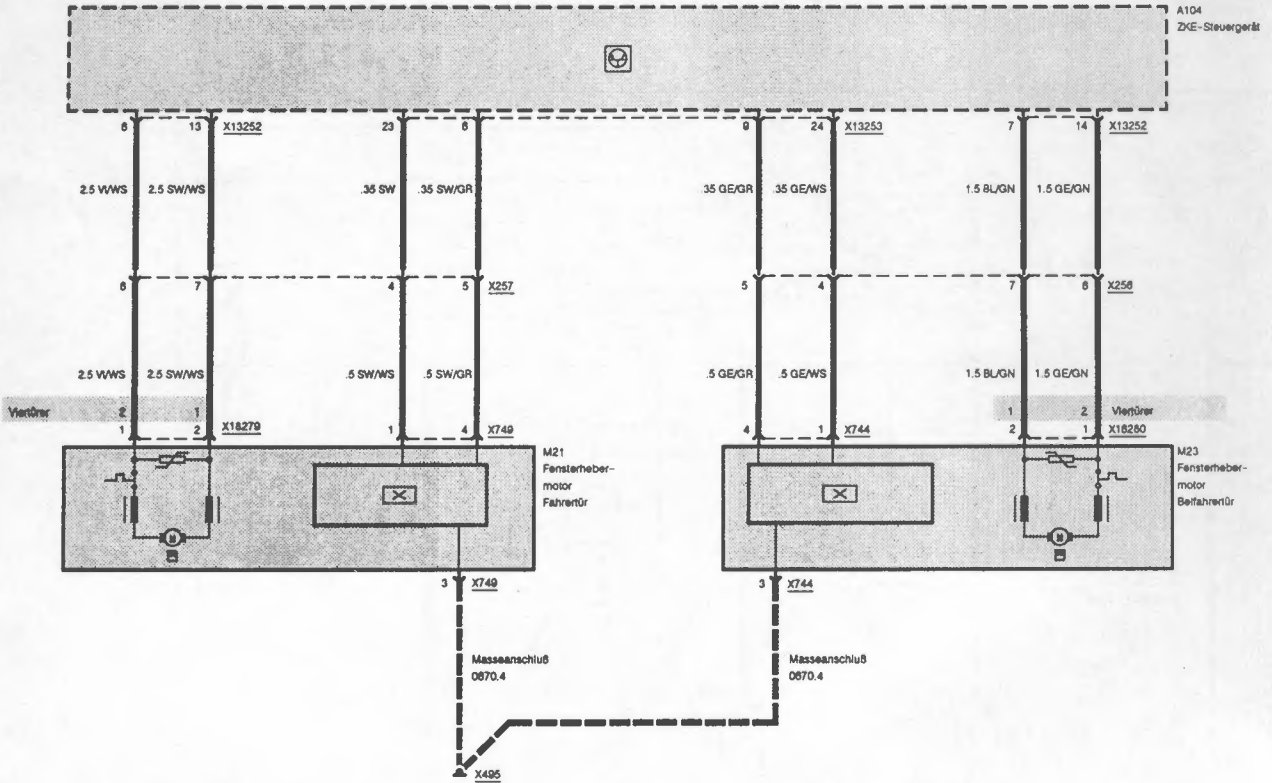 A104
ZKE-Steuergerät
6 13 X13252 23 6 9 24 X13253 7 14 X13252
2.5 VI/WS 2.5 SW/WS .35 SW .35 SW/GR .35 GE/GR .35 GE/WS 1.5 BL/GN 1.5 GE/GN
6 7 4 5 X257 5 4 7 6 X256
2.5 VI/WS 2.5 SW/WS .5 SW/WS .5 SW/GR .5 GE/GR .5 GE/WS 1.5 BL/GN 1.5 GE/GN
Viertürer 2 1 1 2 Viertürer
1 2 X18279 1 4 X749 4 1 X744 2 1 X18280
M21
Fensterheber-
motor
Fahrertür
M23
Fensterheber-
motor
Beifahrertür
M M
3 X749 3 X744
Masseanschluß
0670.4
Masseanschluß
0670.4
X495